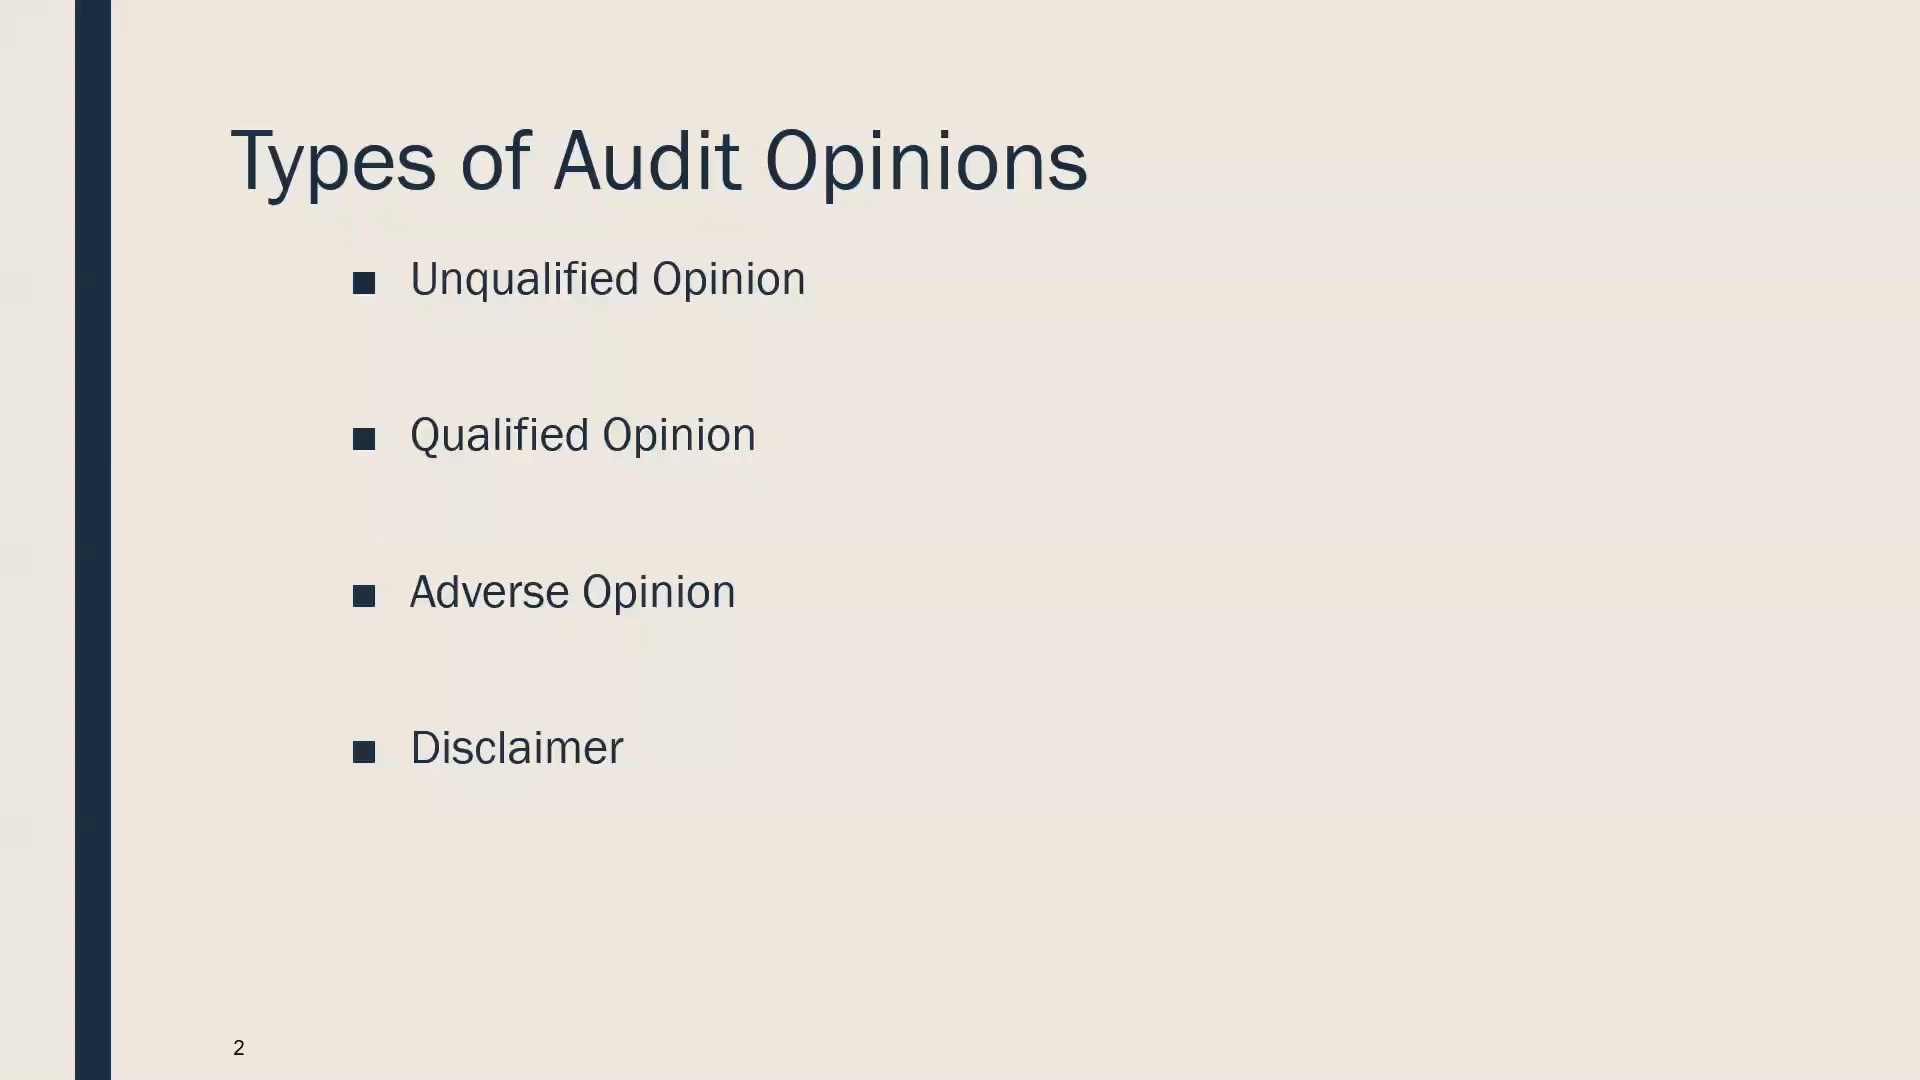 Types of Audit Opinions
■ Unqualified Opinion
■ Qualified Opinion
■ Adverse Opinion
■ Disclaimer
2